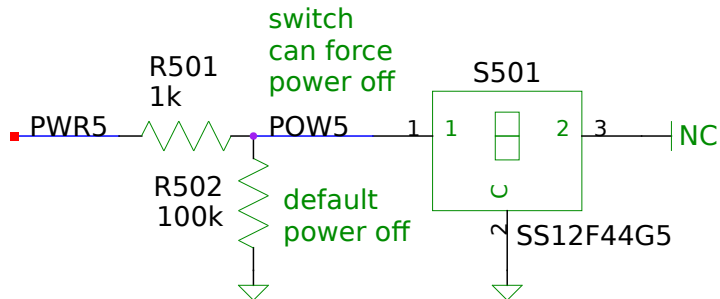 switch
can force
power off
R501
1k
S501
PWR5
POW5
1
1
2
3
NC
R502
100k
default
power off
C
2
SS12F44G5